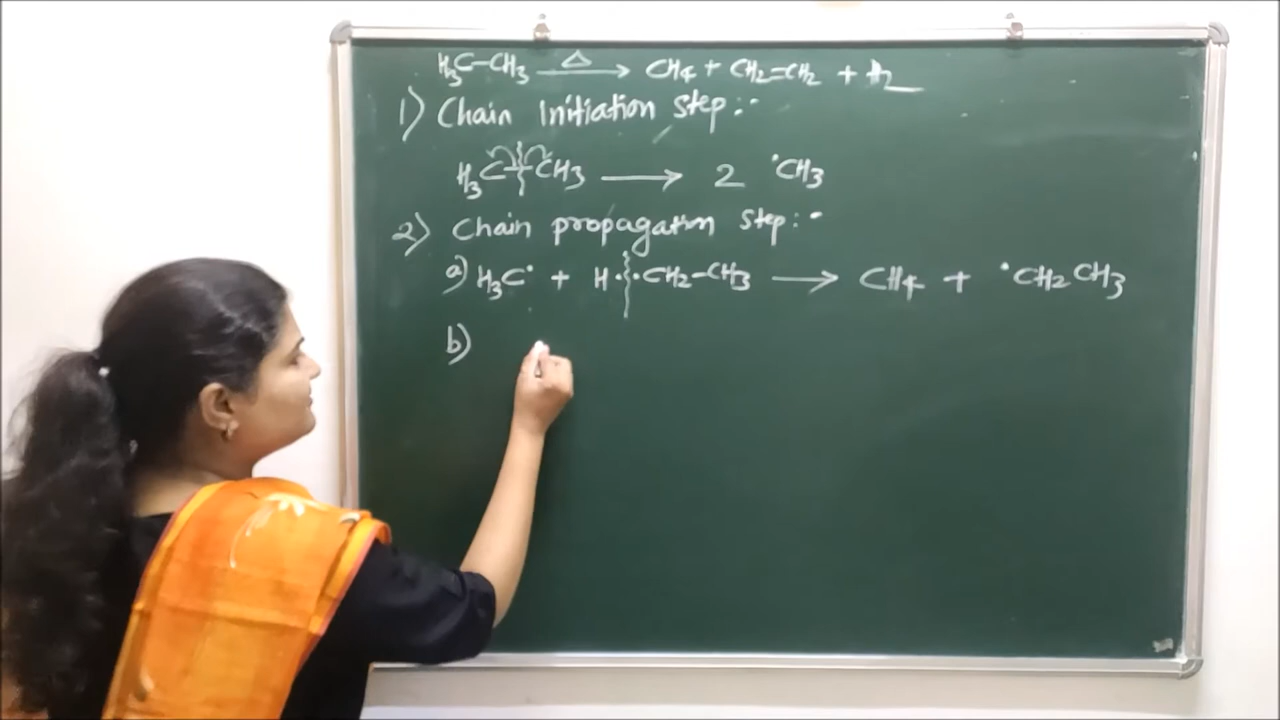 H₃C-CH₃ —Δ→ CH₄ + CH₂=CH₂ + H₂
1) Chain Initiation Step:-
H₃C-CH₃ ⟶ 2 •CH₃
2) Chain propagation Step:-
a) H₃C• + H••CH₂-CH₃ ⟶ CH₄ + •CH₂CH₃
b)